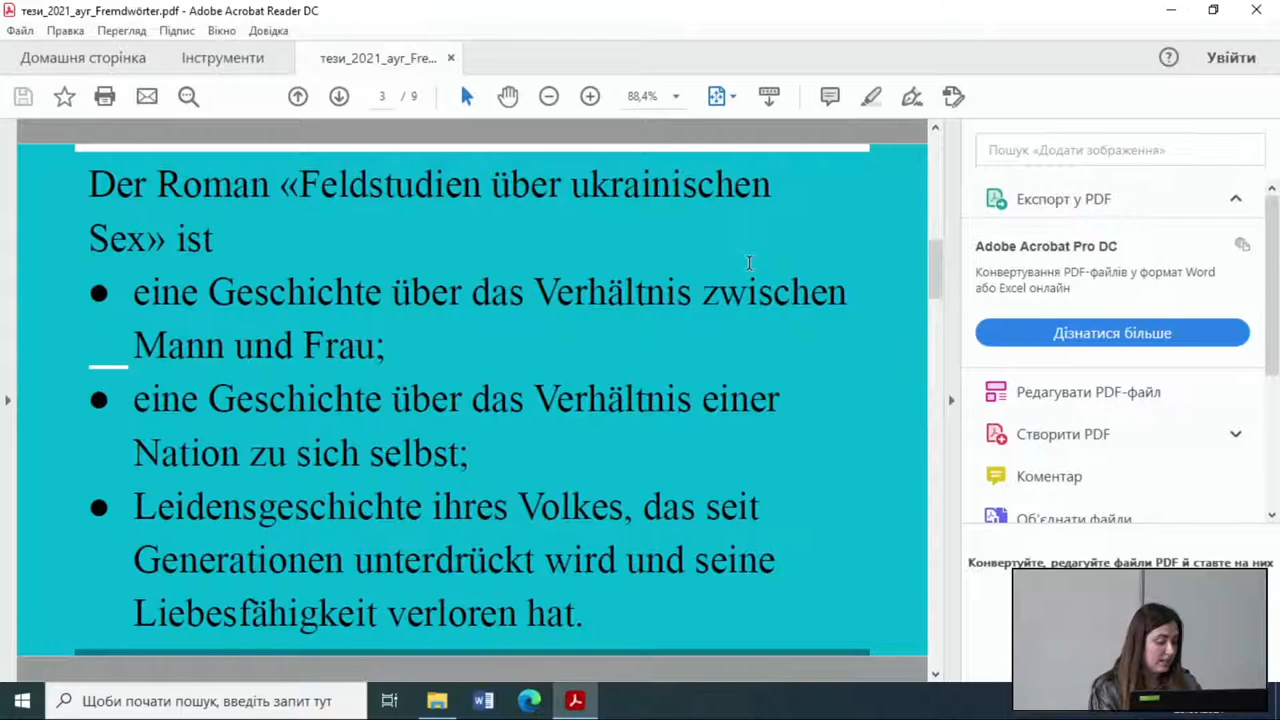 тези_2021_ауг_Fremdwörter.pdf - Adobe Acrobat Reader DC
Файл Правка Перегляд Підпис Вікно Довідка
Домашня сторінка Інструменти тези_2021_ауг_Fre... × Увійти
3 / 9 88,4%
Der Roman «Feldstudien über ukrainischen
Sex» ist
● eine Geschichte über das Verhältnis zwischen
Mann und Frau;
● eine Geschichte über das Verhältnis einer
Nation zu sich selbst;
● Leidensgeschichte ihres Volkes, das seit
Generationen unterdrückt wird und seine
Liebesfähigkeit verloren hat.
Пошук «Додати зображення»
Експорт у PDF
Adobe Acrobat Pro DC
Конвертування PDF-файлів у формат Word
або Excel онлайн
Дізнатися більше
Редагувати PDF-файл
Створити PDF
Коментар
Об'єднати файли
Конвертуйте, редагуйте файли PDF й ставте на них
Щоби почати пошук, введіть запит тут